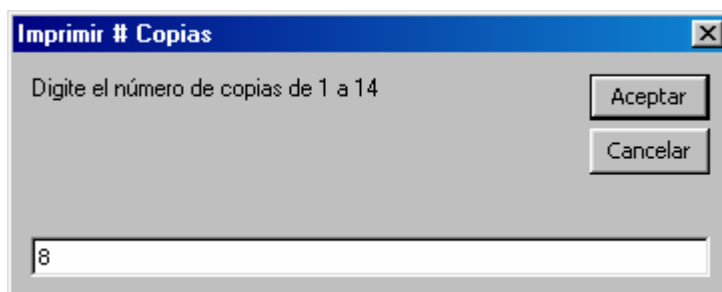 Imprimir # Copias
Digite el número de copias de 1 a 14
Aceptar
Cancelar
8